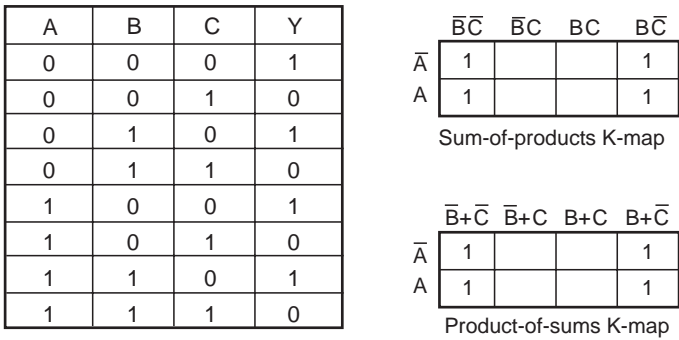 A B C Y
0 0 0 1
0 0 1 0
0 1 0 1
0 1 1 0
1 0 0 1
1 0 1 0
1 1 0 1
1 1 1 0
B̅C̅ B̅C BC BC̅
A̅ 1 1
A 1 1
Sum-of-products K-map
B̅+C̅ B̅+C B+C B+C̅
A̅ 1 1
A 1 1
Product-of-sums K-map